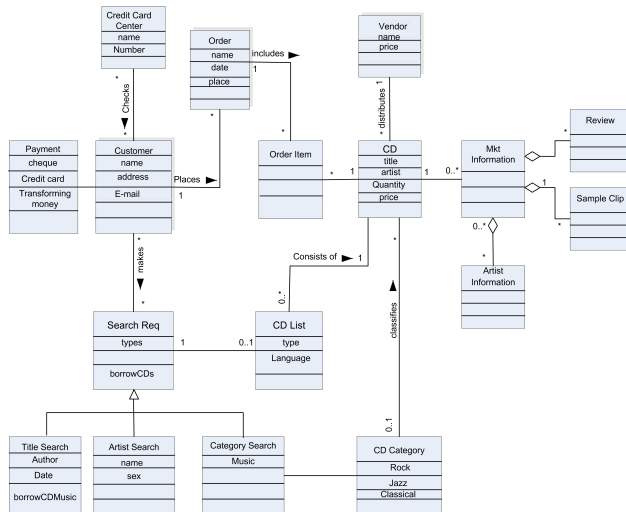 Credit Card
Center
name
Number
Order
name
date
place
includes
1
*
Vendor
name
price
*
Checks
*
*
distributes
1
*
Payment
cheque
Credit card
Transforming
money
Customer
name
address
E-mail
Places
1
*
Order Item
*
1
CD
title
artist
Quantity
price
1
0..*
Mkt
Information
*
Review
1
*
Sample Clip
0..*
*
Artist
Information
makes
*
*
Consists of
1
0..*
*
classifies
0..1
Search Req
types
borrowCDs
1
0..1
CD List
type
Language
Title Search
Author
Date
borrowCDMusic
Artist Search
name
sex
Category Search
Music
CD Category
Rock
Jazz
Classical